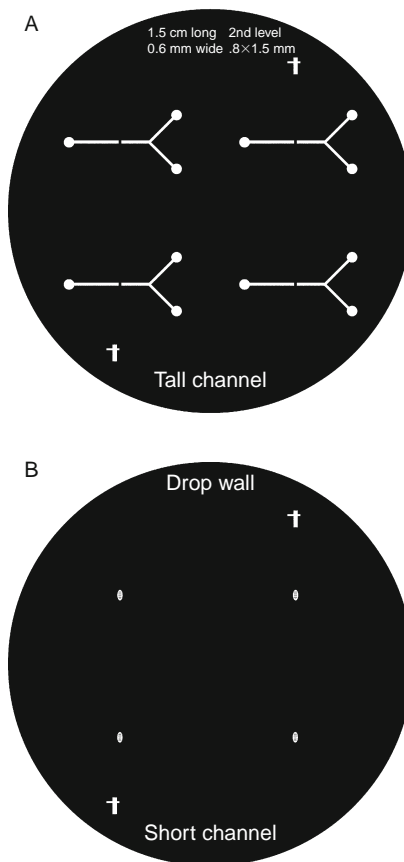 A
1.5 cm long 2nd level
0.6 mm wide .8×1.5 mm
Tall channel
B
Drop wall
Short channel